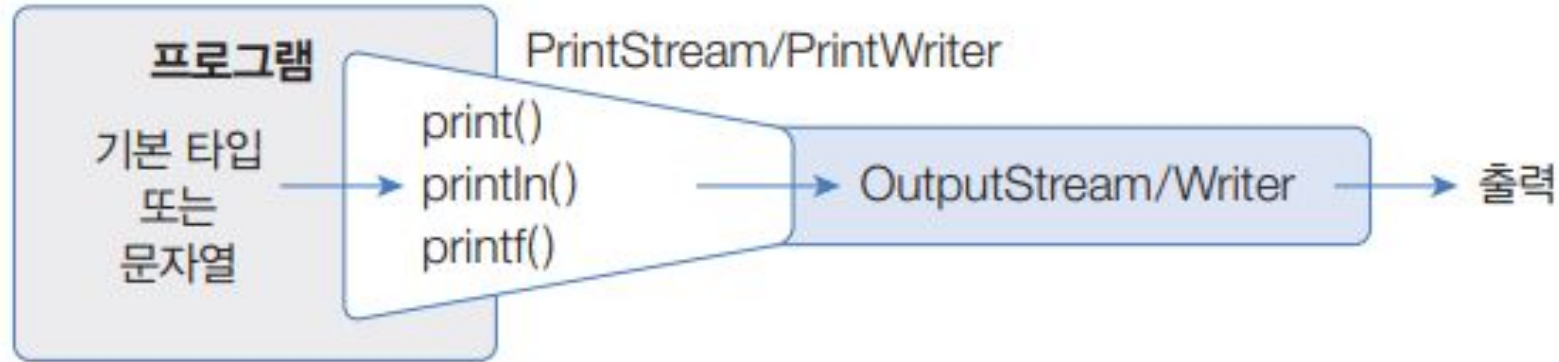 프로그램
PrintStream/PrintWriter
기본 타입
또는
문자열
print()
println()
printf()
OutputStream/Writer
출력